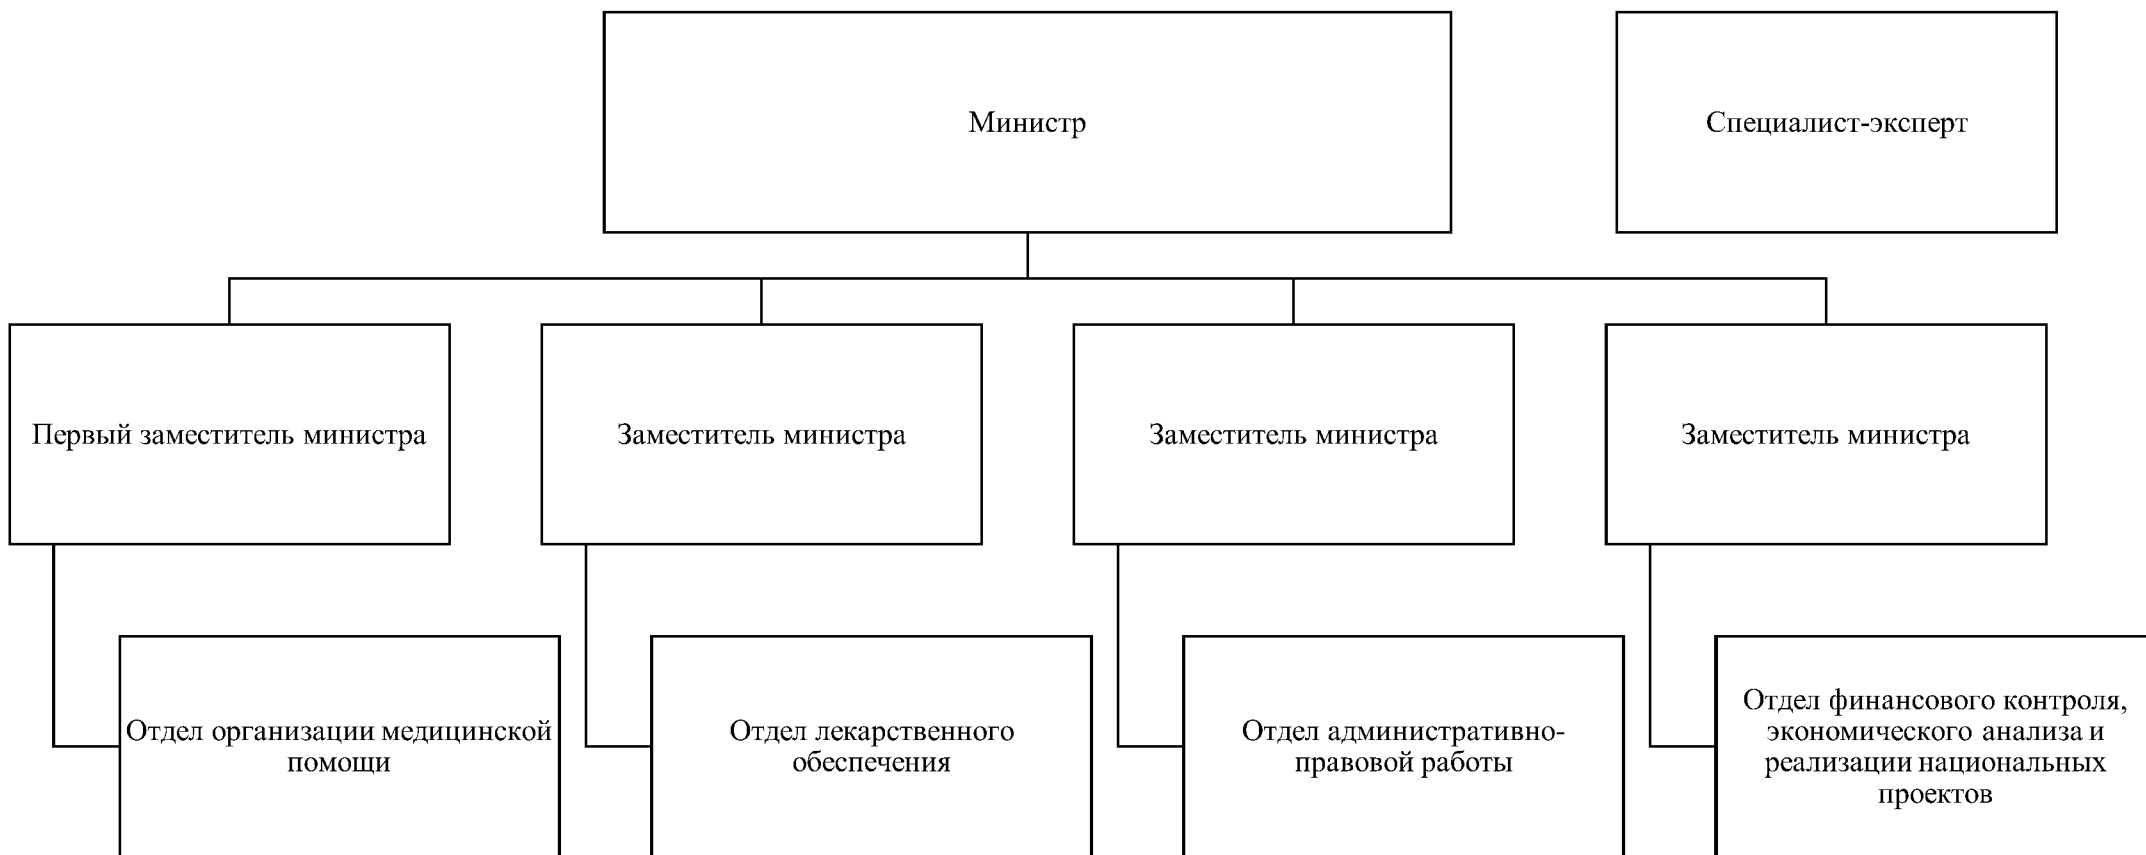 Министр
Специалист-эксперт
Первый заместитель министра
Заместитель министра
Заместитель министра
Заместитель министра
Отдел организации медицинской
помощи
Отдел лекарственного
обеспечения
Отдел административно-
правовой работы
Отдел финансового контроля,
экономического анализа и
реализации национальных
проектов